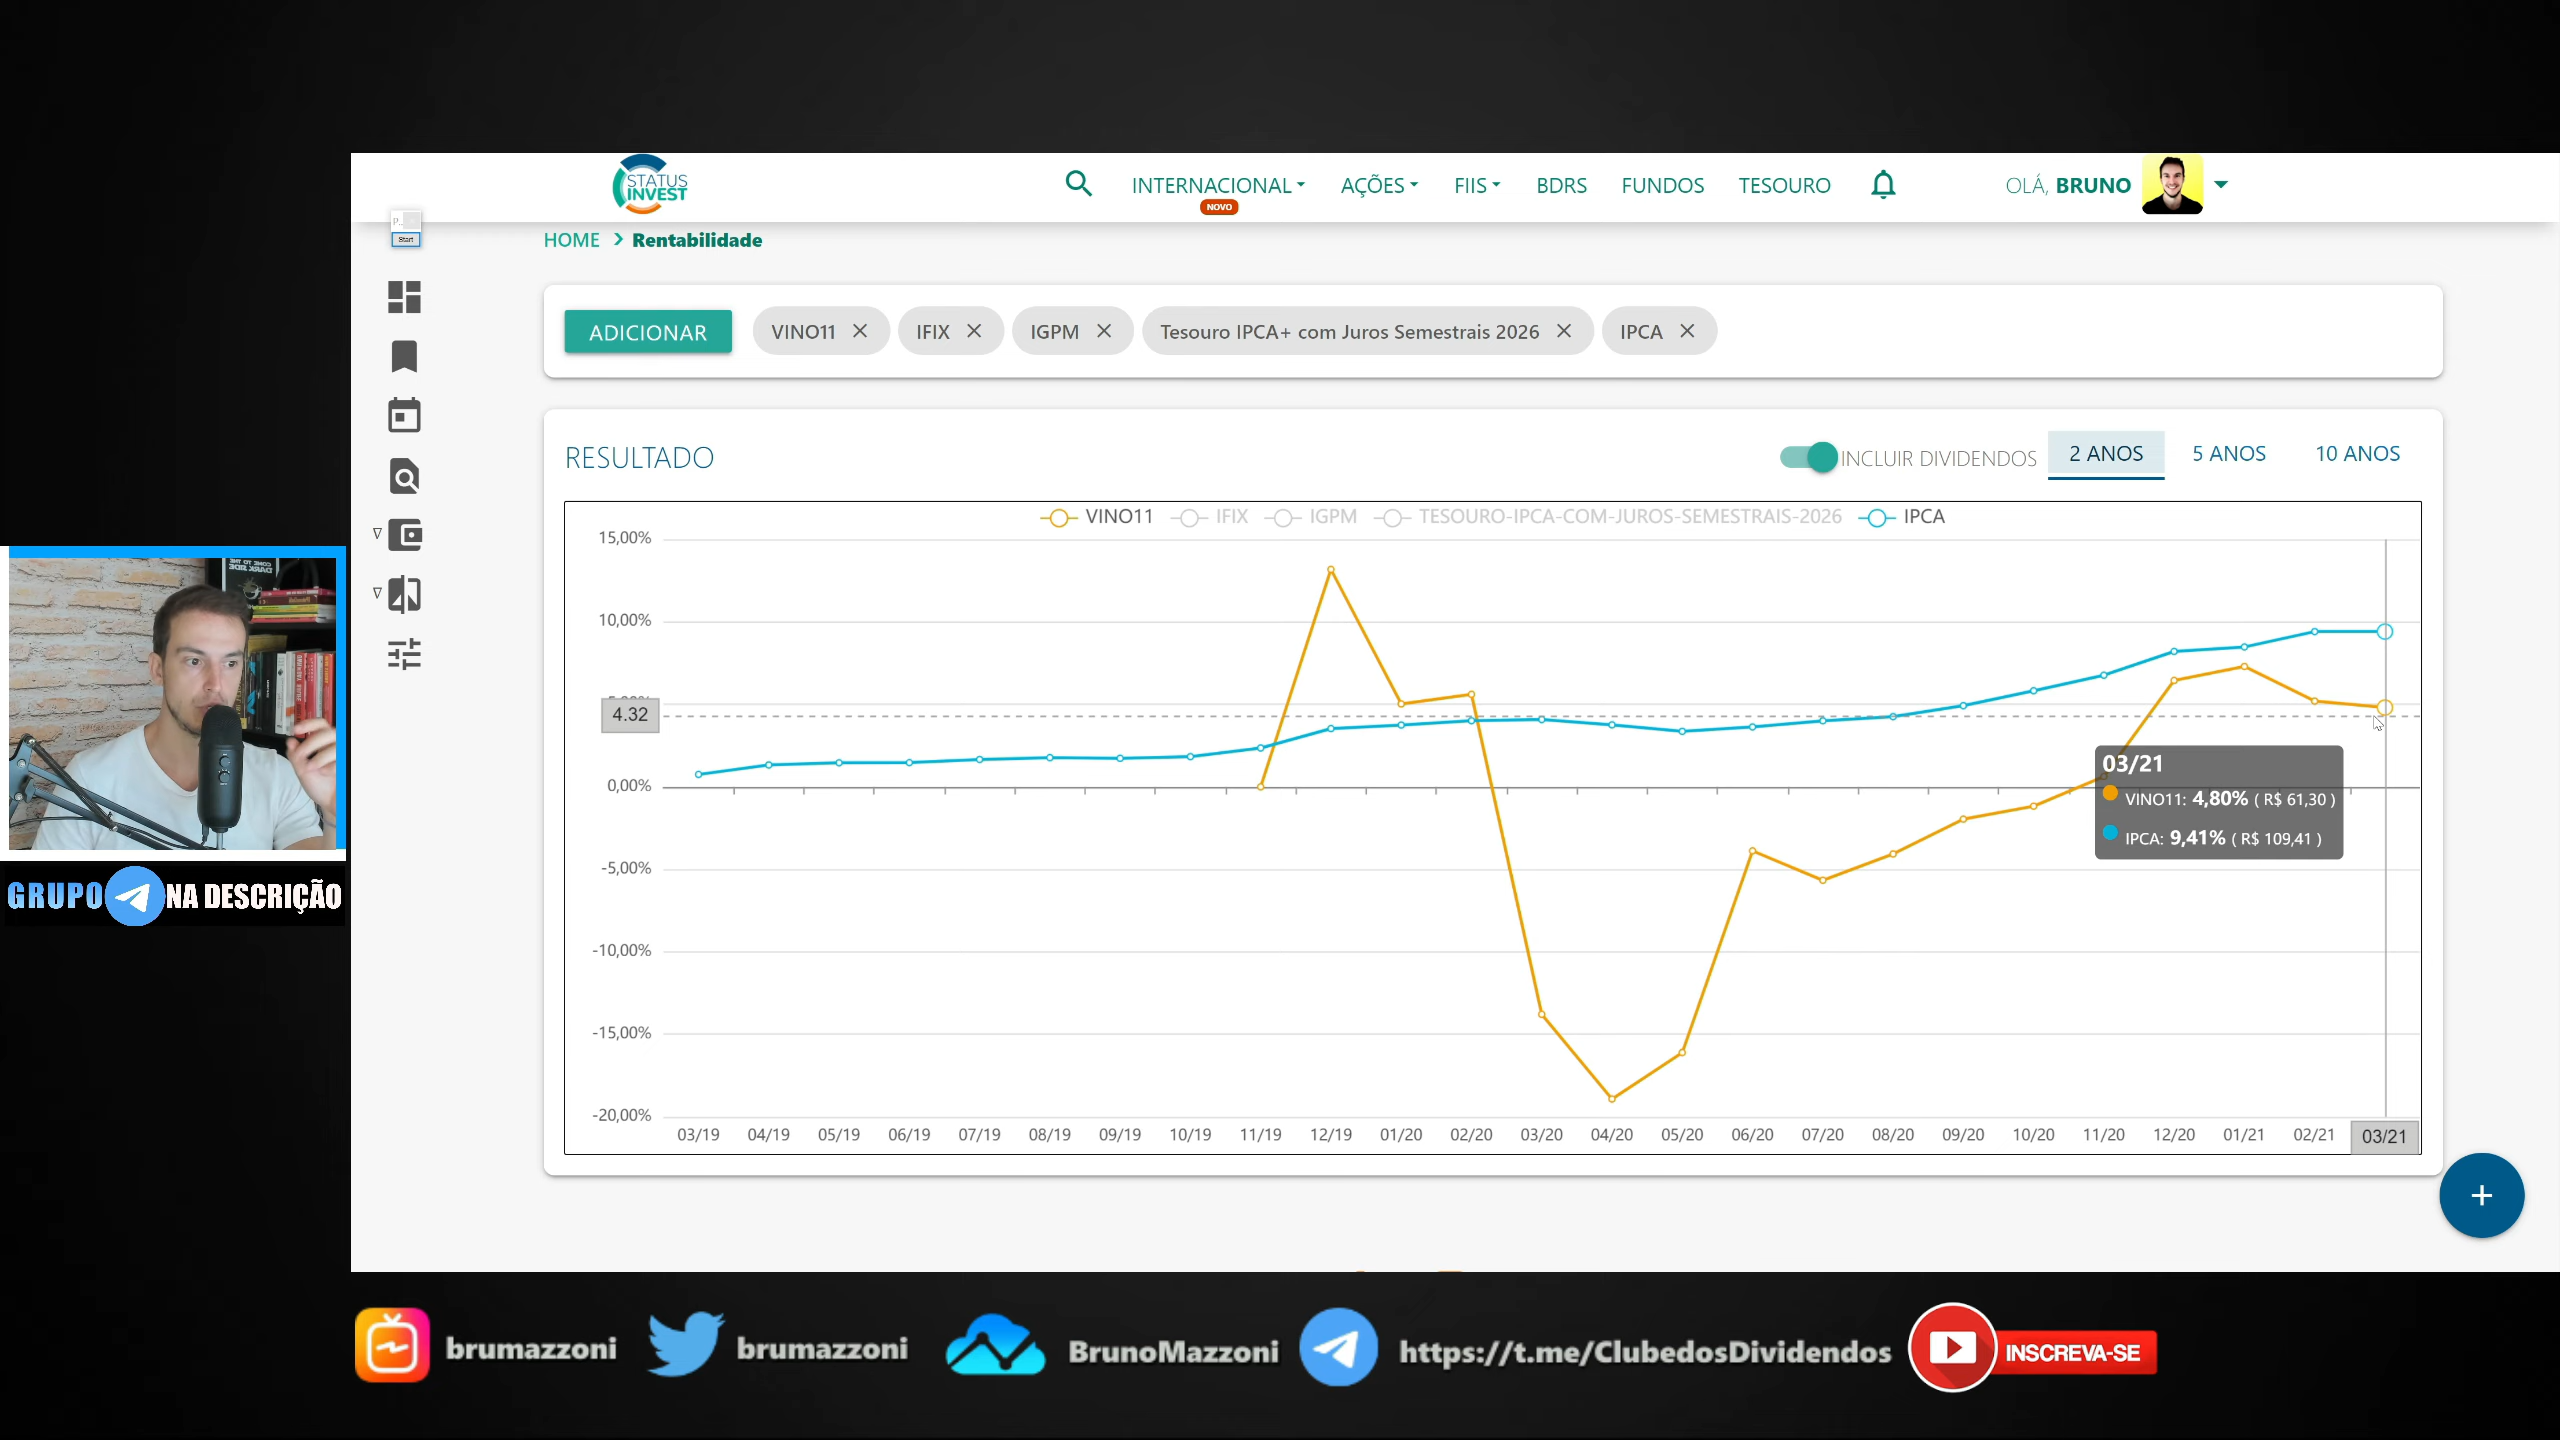 STATUS
INVEST
INTERNACIONAL
NOVO
AÇÕES
FIIS
BDRS
FUNDOS
TESOURO
OLÁ, BRUNO
Start
HOME > Rentabilidade
ADICIONAR
VINO11 ×
IFIX ×
IGPM ×
Tesouro IPCA+ com Juros Semestrais 2026 ×
IPCA ×
RESULTADO
INCLUIR DIVIDENDOS
2 ANOS
5 ANOS
10 ANOS
VINO11
IFIX
IGPM
TESOURO-IPCA-COM-JUROS-SEMESTRAIS-2026
IPCA
15,00%
10,00%
4.32
0,00%
-5,00%
-10,00%
-15,00%
-20,00%
03/21
VINO11: 4,80% ( R$ 61,30 )
IPCA: 9,41% ( R$ 109,41 )
03/19 04/19 05/19 06/19 07/19 08/19 09/19 10/19 11/19 12/19 01/20 02/20 03/20 04/20 05/20 06/20 07/20 08/20 09/20 10/20 11/20 12/20 01/21 02/21 03/21
GRUPO NA DESCRIÇÃO
brumazzoni
brumazzoni
BrunoMazzoni
https://t.me/ClubedosDividendos
INSCREVA-SE